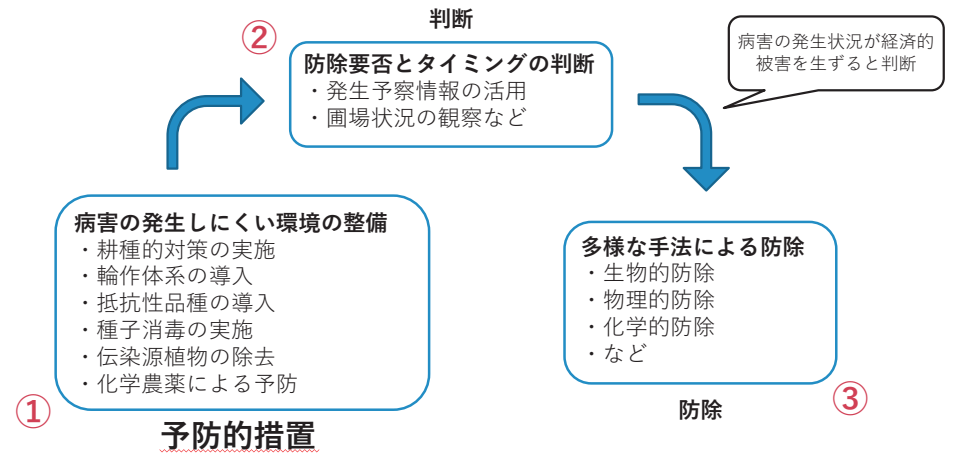 ①
病害の発生しにくい環境の整備
・耕種的対策の実施
・輪作体系の導入
・抵抗性品種の導入
・種子消毒の実施
・伝染源植物の除去
・化学農薬による予防
予防的措置
②
判断
防除要否とタイミングの判断
・発生予察情報の活用
・圃場状況の観察など
病害の発生状況が経済的
被害を生ずると判断
③
多様な手法による防除
・生物的防除
・物理的防除
・化学的防除
・など
防除